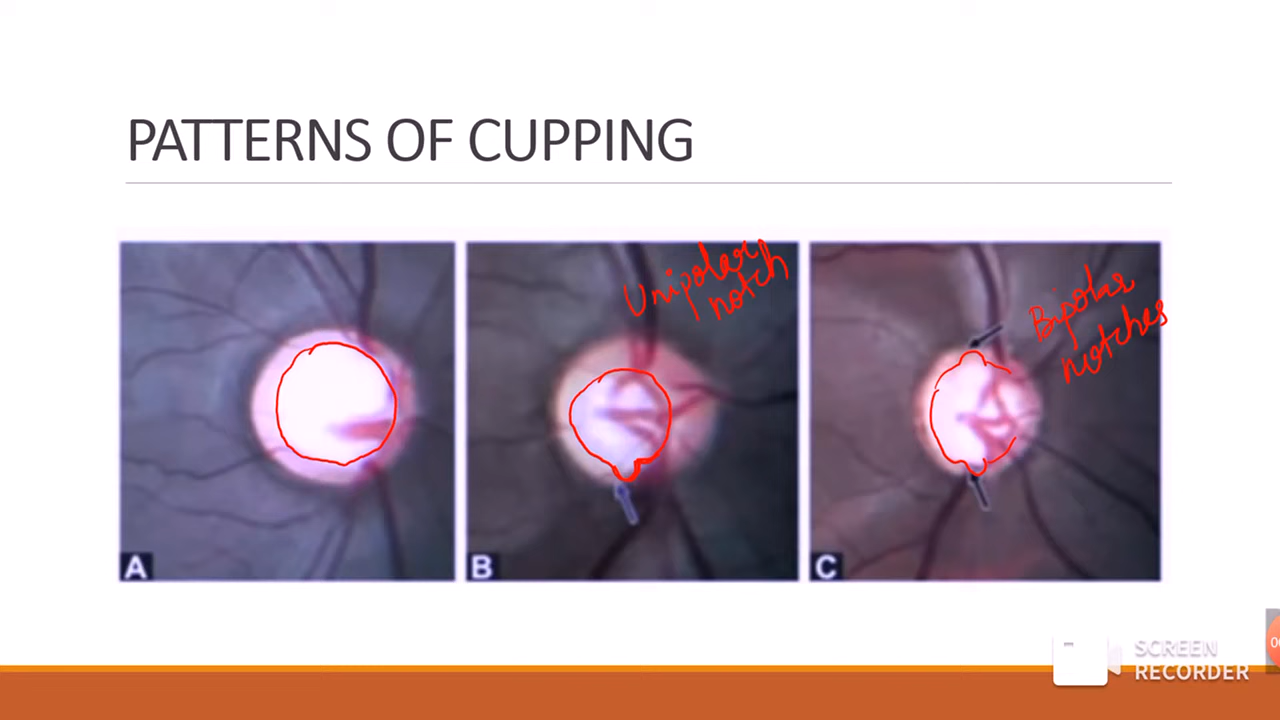 PATTERNS OF CUPPING
Unipolar
notch
Bipolar
notches
A
B
C
SCREEN
RECORDER